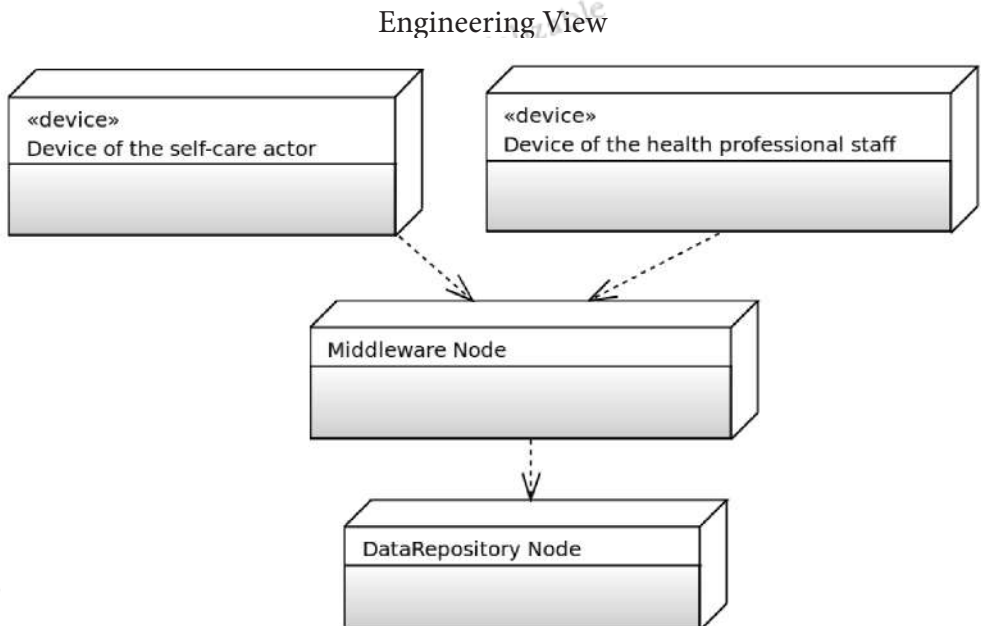 Engineering View
«device»
Device of the self-care actor
«device»
Device of the health professional staff
Middleware Node
DataRepository Node